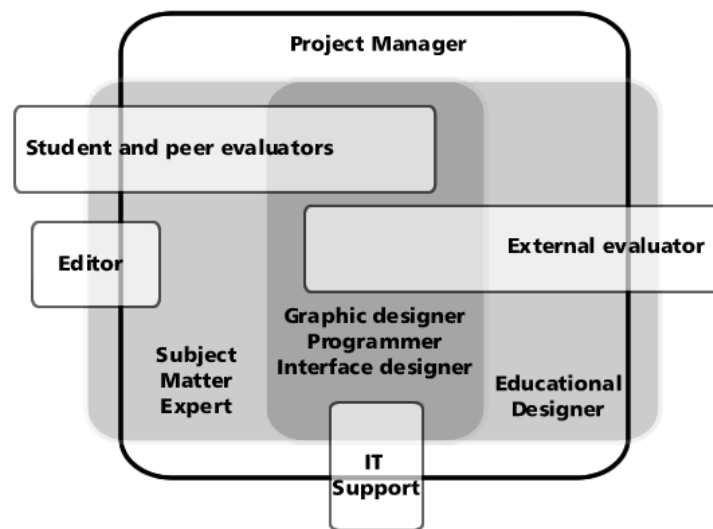 Project Manager
Student and peer evaluators
External evaluator
Editor
Graphic designer
Programmer
Interface designer
Subject
Matter
Expert
Educational
Designer
IT
Support